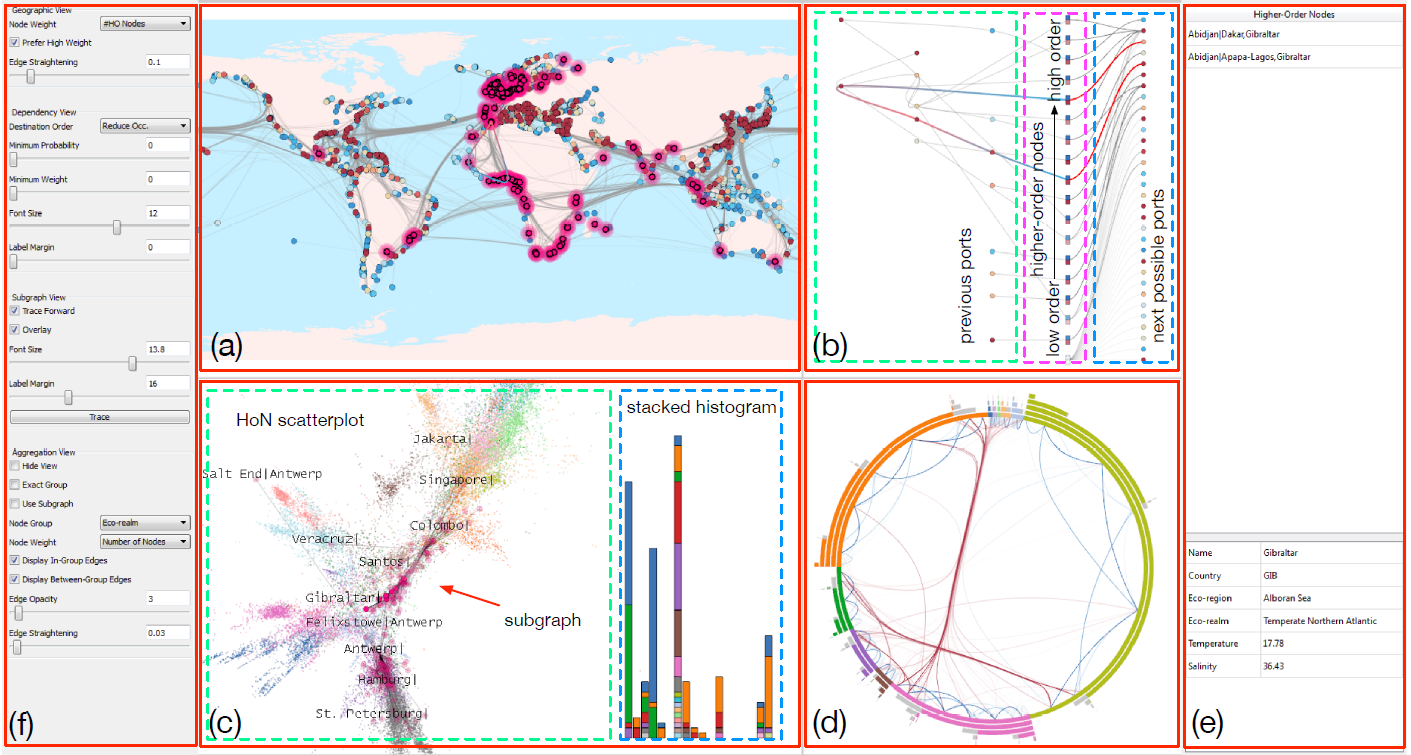 Geographic View
Node Weight
#HO Nodes
Prefer High Weight
Edge Straightening
0.1
Dependency View
Destination Order
Reduce Occ.
Minimum Probability
0
Minimum Weight
0
Font Size
12
Label Margin
0
Subgraph View
Trace Forward
Overlay
Font Size
13.8
Label Margin
16
Trace
Aggregation View
Hide View
Exact Group
Use Subgraph
Node Group
Eco-realm
Node Weight
Number of Nodes
Display In-Group Edges
Display Between-Group Edges
Edge Opacity
3
Edge Straightening
0.03
(f)
(a)
previous ports
low order
higher-order nodes
high order
next possible ports
(b)
HoN scatterplot
Jakarta|
Salt End|Antwerp
Singapore|
Colombo|
Veracruz|
Santos
Gibraltar|
Felixstowe|Antwerp
Antwerp|
Hamburg|
St. Petersburg|
subgraph
stacked histogram
(c)
(d)
Higher-Order Nodes
Abidjan|Dakar,Gibraltar
Abidjan|Apapa-Lagos,Gibraltar
Name
Gibraltar
Country
GIB
Eco-region
Alboran Sea
Eco-realm
Temperate Northern Atlantic
Temperature
17.78
Salinity
36.43
(e)